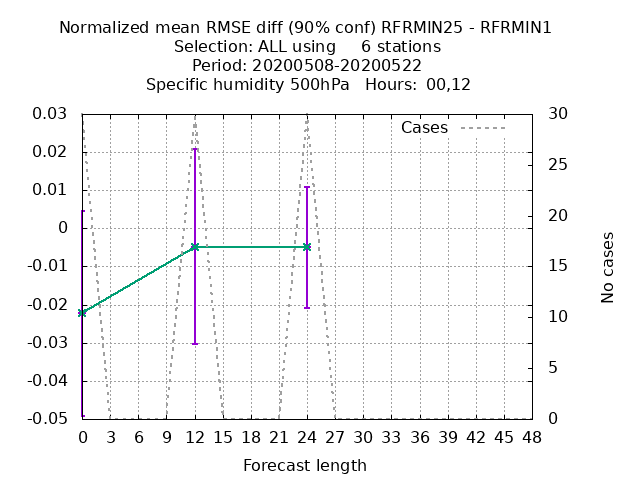 Normalized mean RMSE diff (90% conf) RFRMIN25 - RFRMIN1
Selection: ALL using     6 stations
Period: 20200508-20200522
Specific humidity 500hPa   Hours:  00,12
Cases
0.03
0.02
0.01
0
-0.01
-0.02
-0.03
-0.04
-0.05
30
25
20
15
10
5
0
No cases
0 3 6 9 12 15 18 21 24 27 30 33 36 39 42 45 48
Forecast length